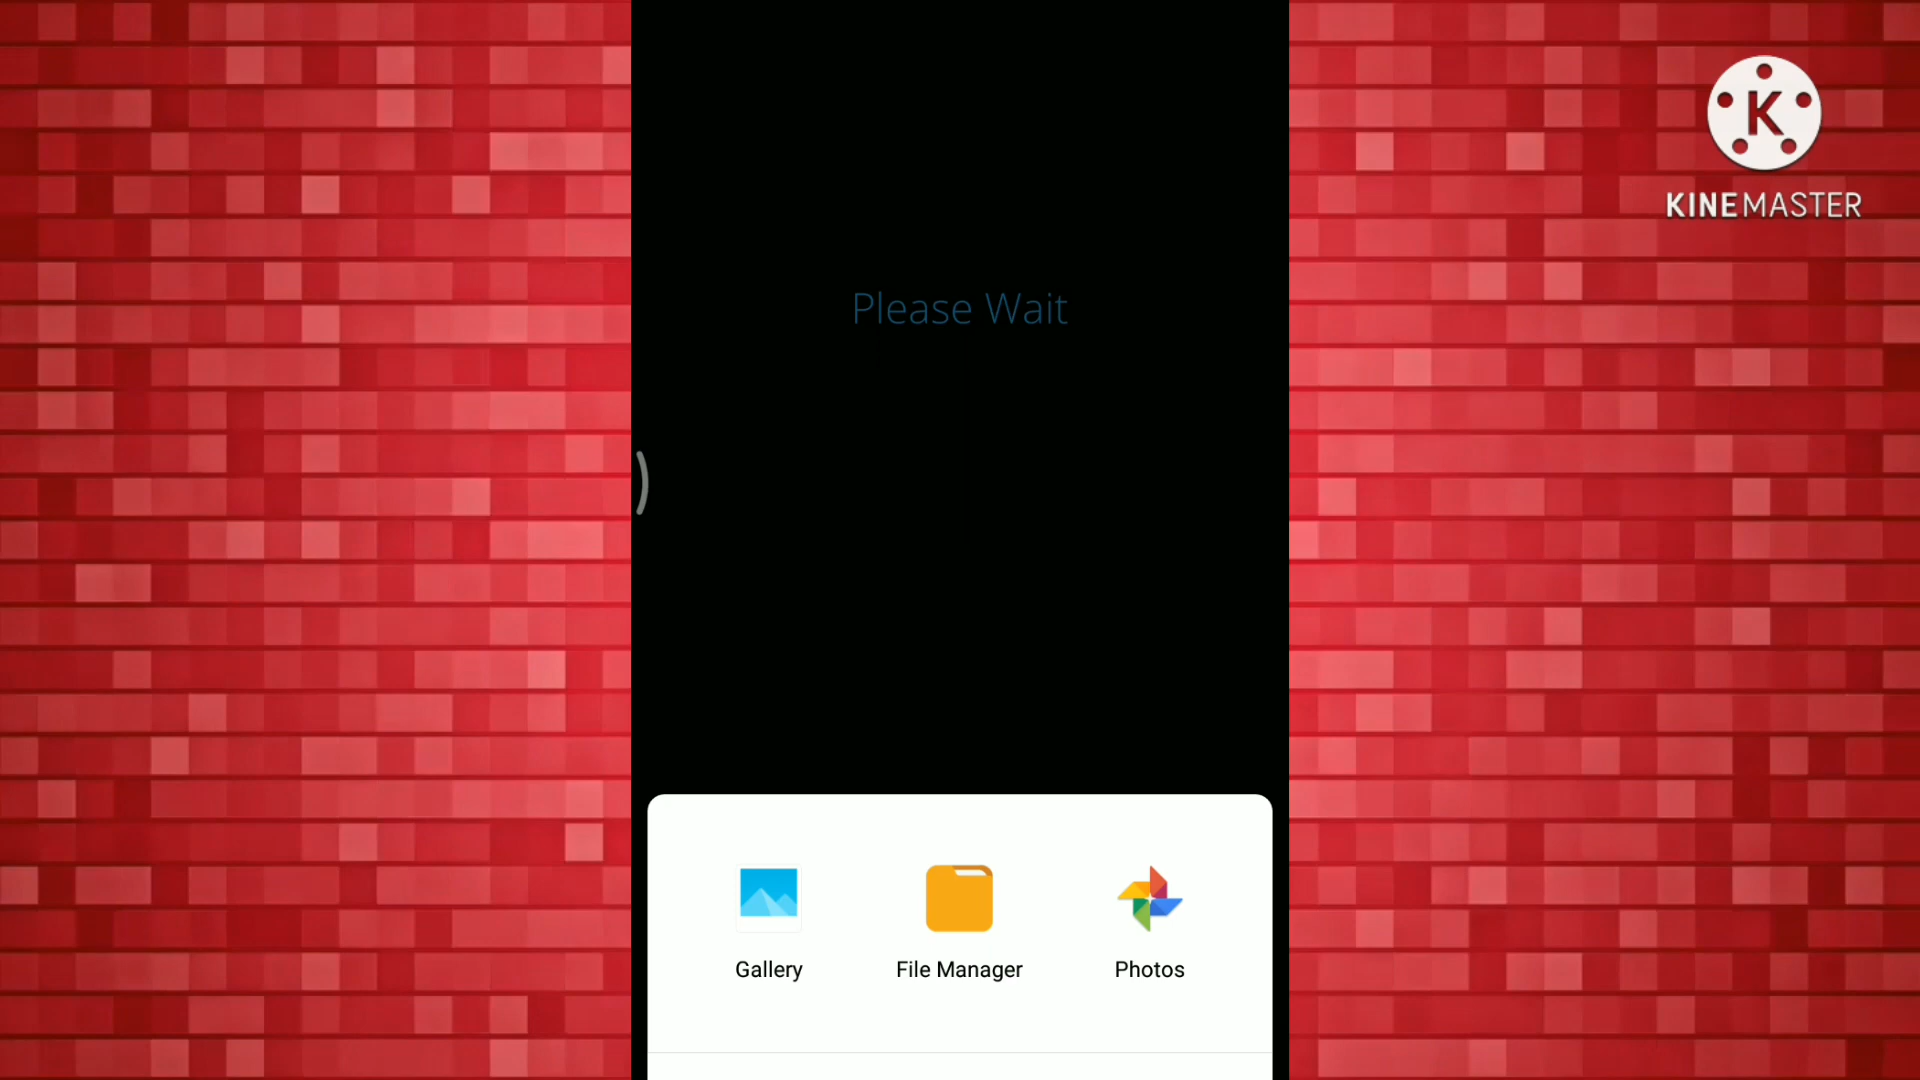 K
KINEMASTER
Please Wait
Gallery
File Manager
Photos